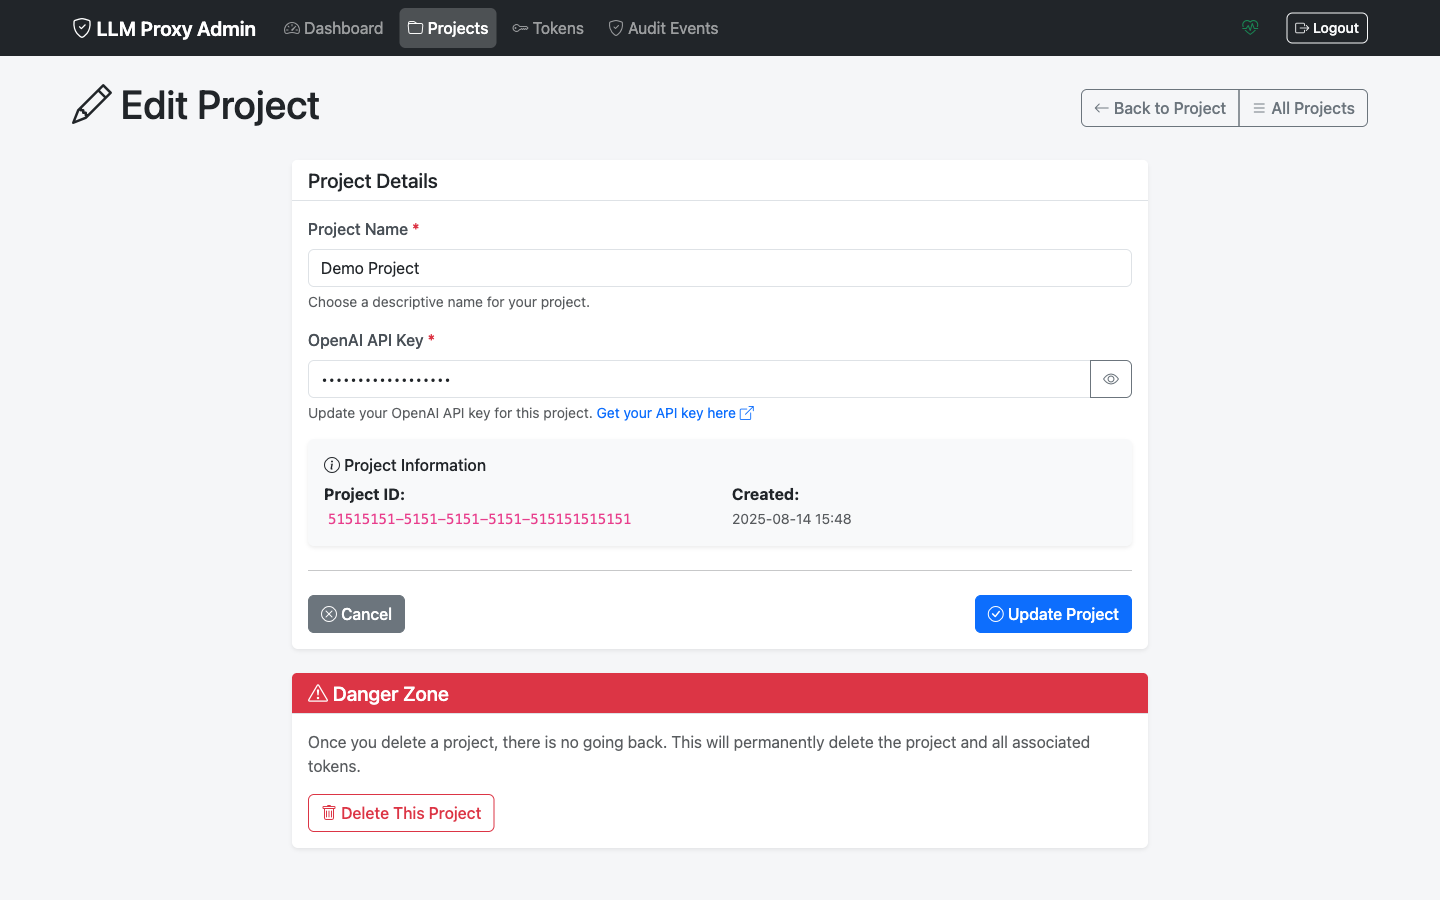 LLM Proxy Admin Dashboard Projects Tokens Audit Events Logout
Edit Project
Back to Project All Projects
Project Details
Project Name *
Demo Project
Choose a descriptive name for your project.
OpenAI API Key *
••••••••••••••••••
Update your OpenAI API key for this project. Get your API key here
Project Information
Project ID: Created:
51515151-5151-5151-5151-515151515151 2025-08-14 15:48
Cancel Update Project
Danger Zone
Once you delete a project, there is no going back. This will permanently delete the project and all associated
tokens.
Delete This Project